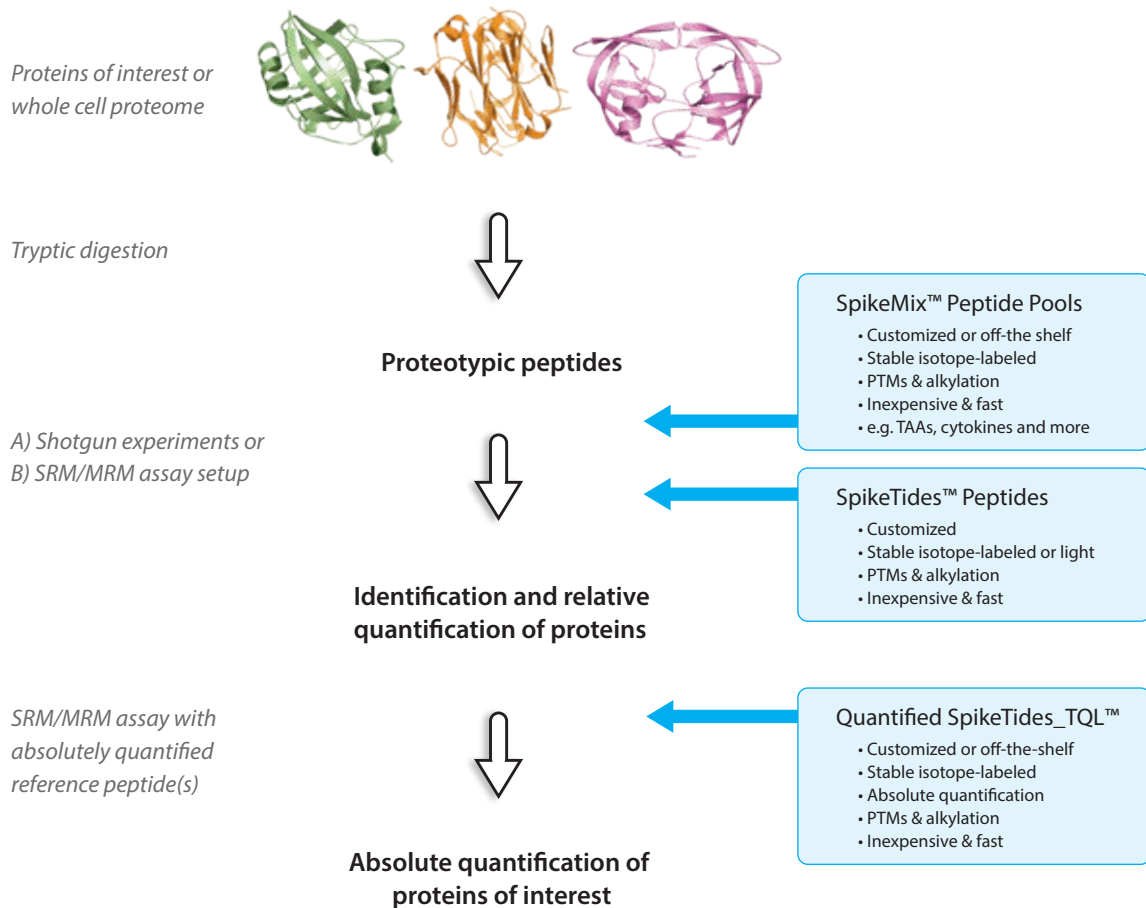 Proteins of interest or
whole cell proteome
Tryptic digestion
Proteotypic peptides
SpikeMix™ Peptide Pools
• Customized or off-the shelf
• Stable isotope-labeled
• PTMs & alkylation
• Inexpensive & fast
• e.g. TAAs, cytokines and more
A) Shotgun experiments or
B) SRM/MRM assay setup
SpikeTides™ Peptides
• Customized
• Stable isotope-labeled or light
• PTMs & alkylation
• Inexpensive & fast
Identification and relative
quantification of proteins
SRM/MRM assay with
absolutely quantified
reference peptide(s)
Quantified SpikeTides_TQL™
• Customized or off-the-shelf
• Stable isotope-labeled
• Absolute quantification
• PTMs & alkylation
• Inexpensive & fast
Absolute quantification of
proteins of interest